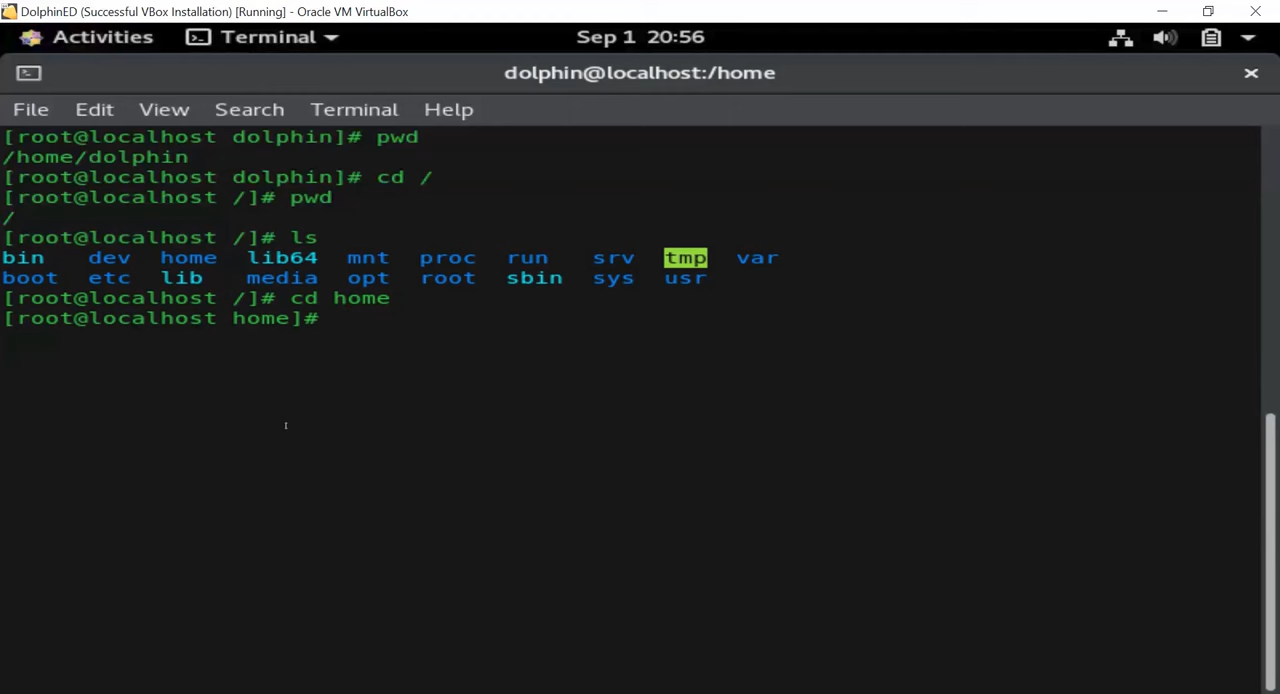 DolphinED (Successful VBox Installation) [Running] - Oracle VM VirtualBox
Activities Terminal Sep 1 20:56
dolphin@localhost:/home
File Edit View Search Terminal Help
[root@localhost dolphin]# pwd
/home/dolphin
[root@localhost dolphin]# cd /
[root@localhost /]# pwd
/
[root@localhost /]# ls
bin dev home lib64 mnt proc run srv tmp var
boot etc lib media opt root sbin sys usr
[root@localhost /]# cd home
[root@localhost home]#